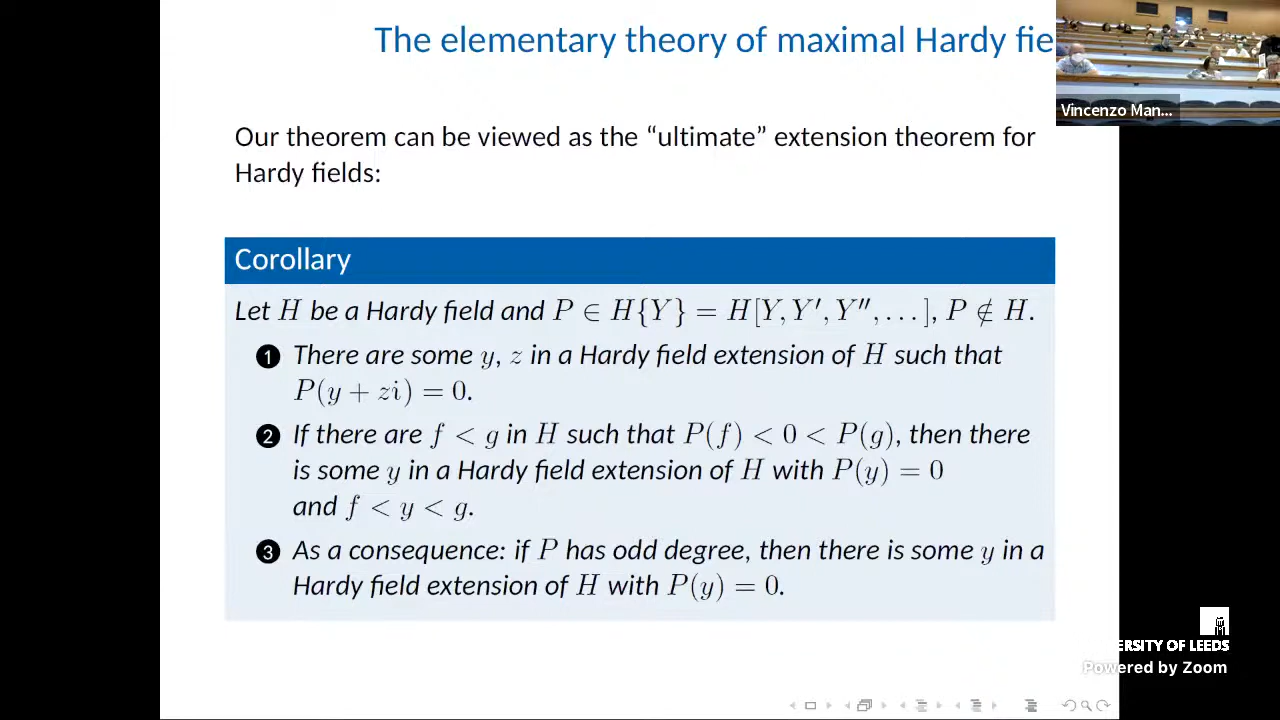 The elementary theory of maximal Hardy fie
Vincenzo Man...
Our theorem can be viewed as the “ultimate” extension theorem for
Hardy fields:
Corollary
Let H be a Hardy field and P ∈ H{Y} = H[Y, Y′, Y″, . . . ], P ∉ H.
1 There are some y, z in a Hardy field extension of H such that
P(y + zi) = 0.
2 If there are f < g in H such that P(f) < 0 < P(g), then there
is some y in a Hardy field extension of H with P(y) = 0
and f < y < g.
3 As a consequence: if P has odd degree, then there is some y in a
Hardy field extension of H with P(y) = 0.
ERSITY OF LEEDS
Powered by Zoom